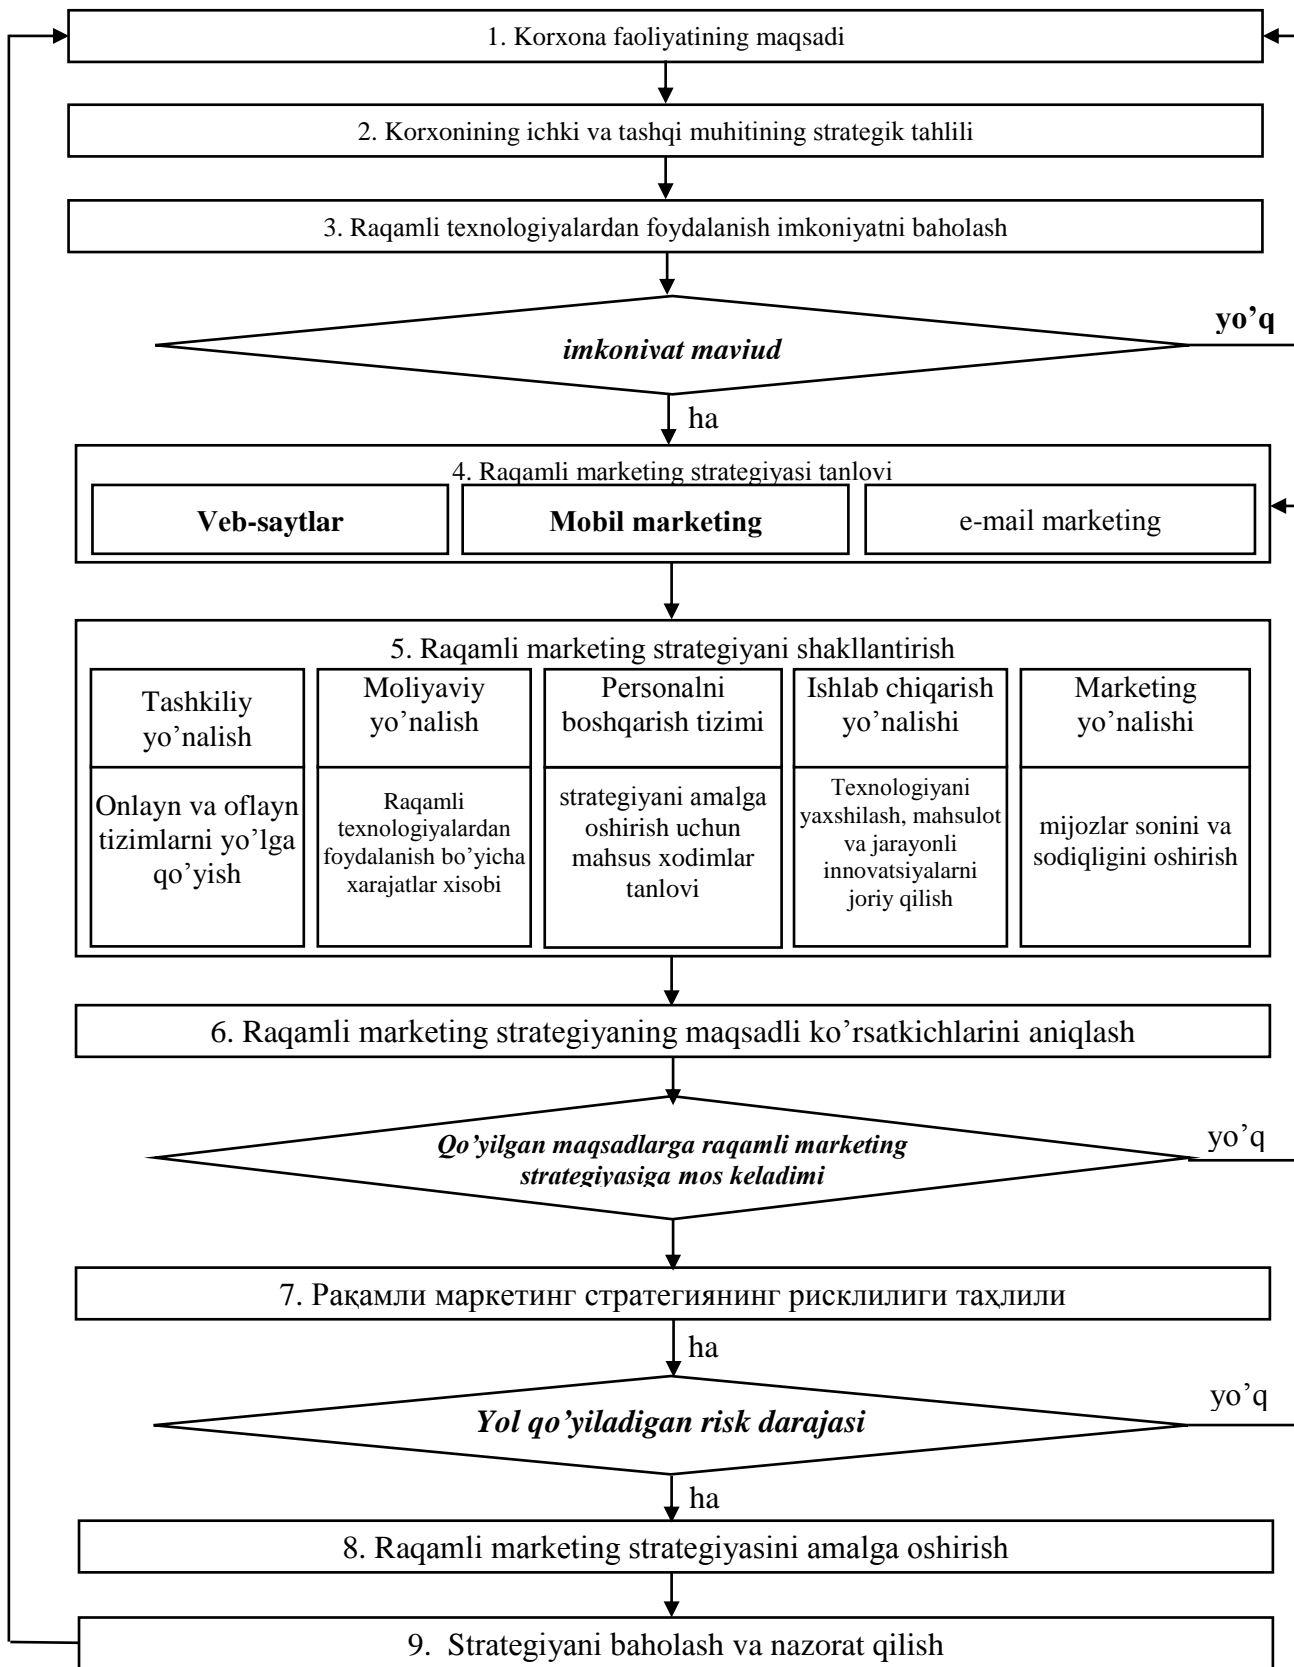 1. Korxona faoliyatining maqsadi
2. Korxonining ichki va tashqi muhitining strategik tahlili
3. Raqamli texnologiyalardan foydalanish imkoniyatni baholash
yo’q
imkonivat maviud
ha
4. Raqamli marketing strategiyasi tanlovi
Veb-saytlar
Mobil marketing
e-mail marketing
5. Raqamli marketing strategiyani shakllantirish
Tashkiliy
yo’nalish
Moliyaviy
yo’nalish
Personalni
boshqarish tizimi
Ishlab chiqarish
yo’nalishi
Marketing
yo’nalishi
Onlayn va oflayn
tizimlarni yo’lga
qo’yish
Raqamli
texnologiyalardan
foydalanish bo’yicha
xarajatlar xisobi
strategiyani amalga
oshirish uchun
mahsus xodimlar
tanlovi
Texnologiyani
yaxshilash, mahsulot
va jarayonli
innovatsiyalarni
joriy qilish
mijozlar sonini va
sodiqligini oshirish
6. Raqamli marketing strategiyaning maqsadli ko’rsatkichlarini aniqlash
yo’q
Qo’yilgan maqsadlarga raqamli marketing
strategiyasiga mos keladimi
7. Рақамли маркетинг стратегиянинг рисклилиги таҳлили
ha
yo’q
Yol qo’yiladigan risk darajasi
ha
8. Raqamli marketing strategiyasini amalga oshirish
9. Strategiyani baholash va nazorat qilish